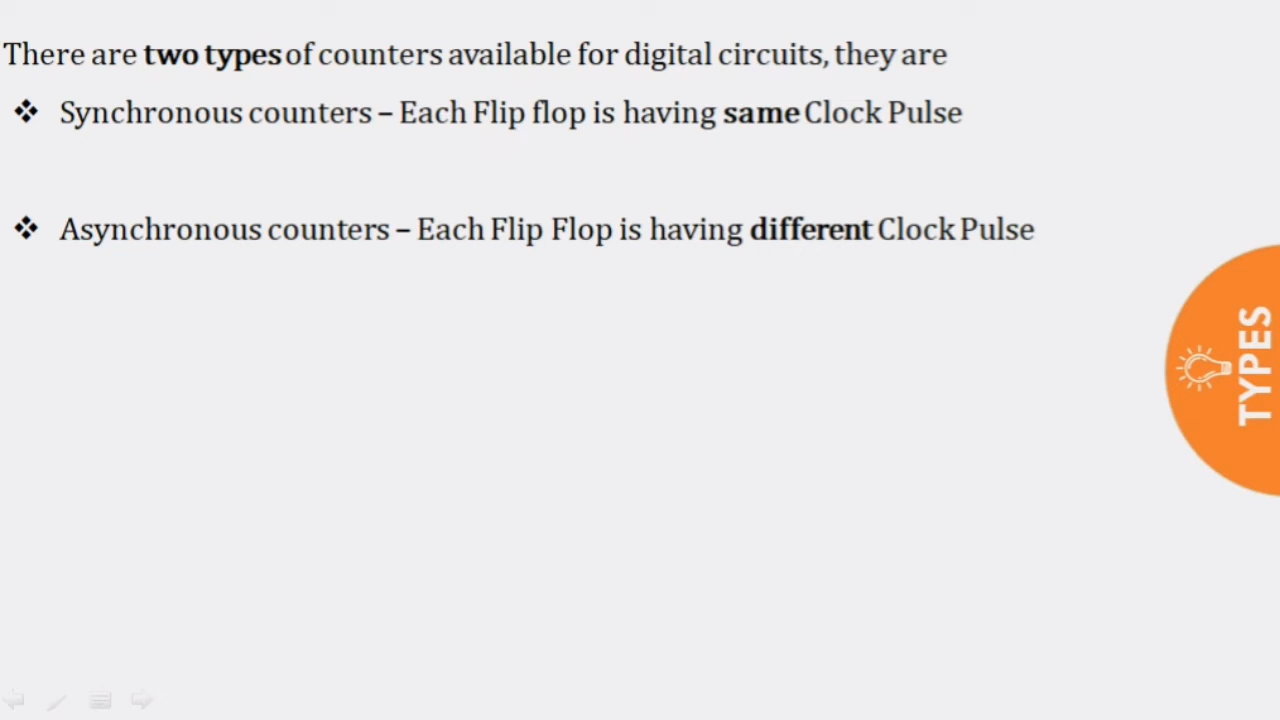 There are two types of counters available for digital circuits, they are
❖ Synchronous counters – Each Flip flop is having same Clock Pulse
❖ Asynchronous counters – Each Flip Flop is having different Clock Pulse
TYPES